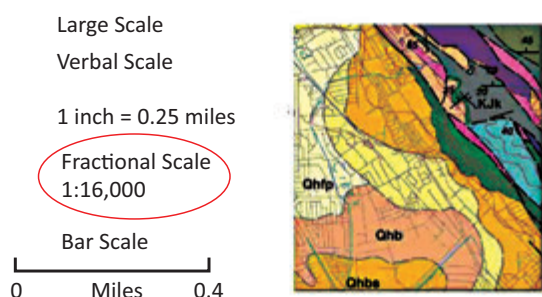 Large Scale
Verbal Scale
1 inch = 0.25 miles
Fractional Scale
1:16,000
Bar Scale
0 Miles 0.4
KJk
Qhfp
Qhb
Qhbs